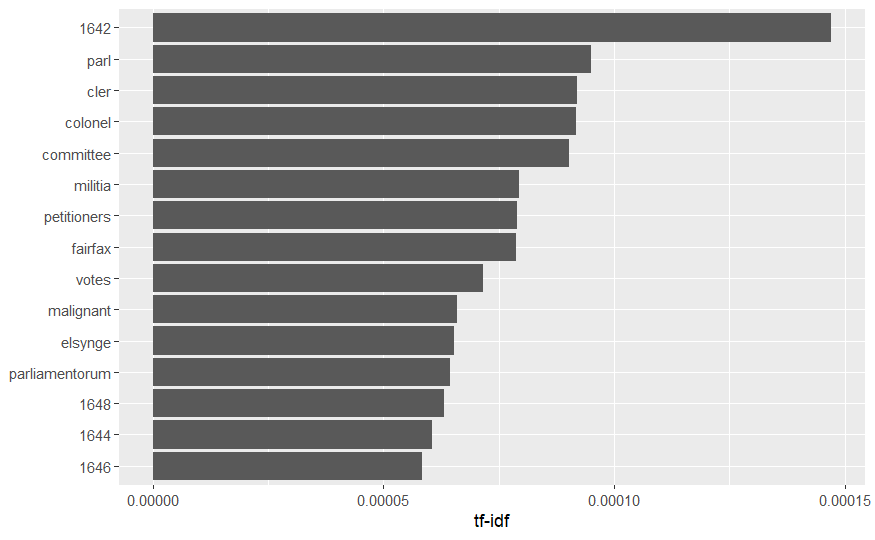 1642
parl
cler
colonel
committee
militia
petitioners
fairfax
votes
malignant
elsynge
parliamentorum
1648
1644
1646
0.00000 0.00005 0.00010 0.00015
tf-idf